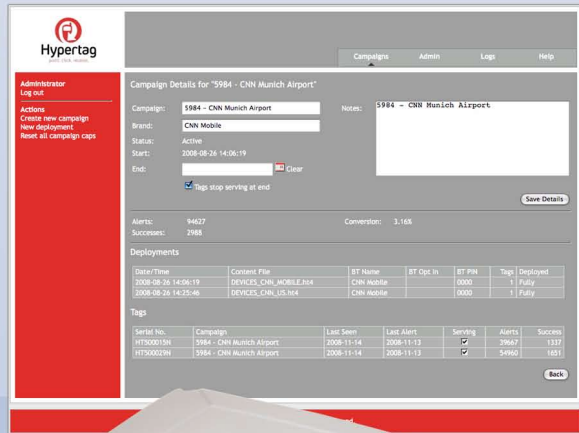 Hypertag
point. click. mobile.
Campaigns Admin Logs Help
Administrator
Log out
Actions
Create new campaign
New deployment
Reset all campaign caps
Campaign Details for "5984 - CNN Munich Airport"
Campaign: 5984 - CNN Munich Airport Notes: 5984 - CNN Munich Airport
Brand: CNN Mobile
Status: Active
Start: 2008-08-26 14:06:19
End: Clear
Tags stop serving at end
Save Details
Alerts: 94627 Conversion: 3.16%
Successes: 2988
Deployments
Date/Time Content File BT Name BT Opt In BT PIN Tags Deployed
2008-08-26 14:06:19 DEVICES_CNN_MOBILE.ht4 CNN Mobile 0000 1 Fully
2008-08-26 14:25:46 DEVICES_CNN_US.ht4 CNN Mobile 0000 1 Fully
Tags
Serial No. Campaign Last Seen Last Alert Serving Alerts Success
HT500015H 5984 - CNN Munich Airport 2008-11-14 2008-11-13 39667 1337
HT500029H 5984 - CNN Munich Airport 2008-11-14 2008-11-13 54960 1651
Back